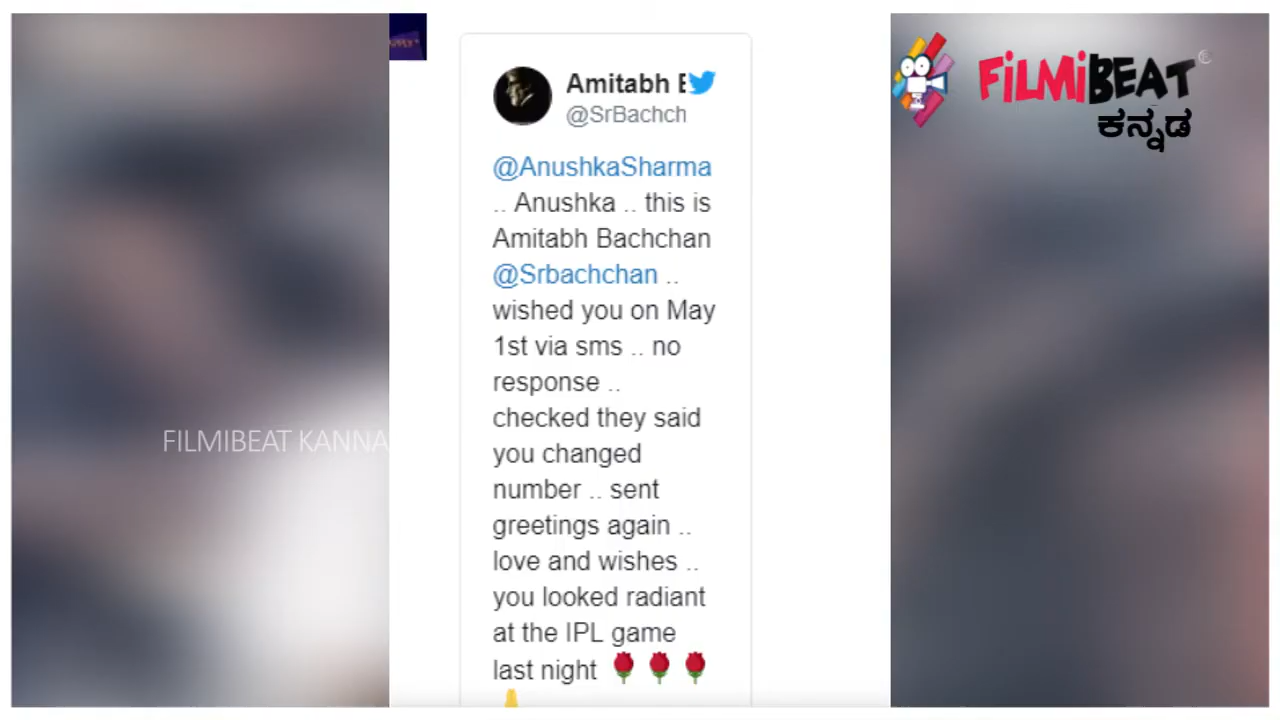 FILMIBEAT
ಕನ್ನಡ
Amitabh
@SrBachch
@AnushkaSharma
.. Anushka .. this is
Amitabh Bachchan
@Srbachchan ..
wished you on May
1st via sms .. no
response ..
checked they said
you changed
number .. sent
greetings again ..
love and wishes ..
you looked radiant
at the IPL game
last night 🌹🌹🌹
FILMIBEAT KANNA